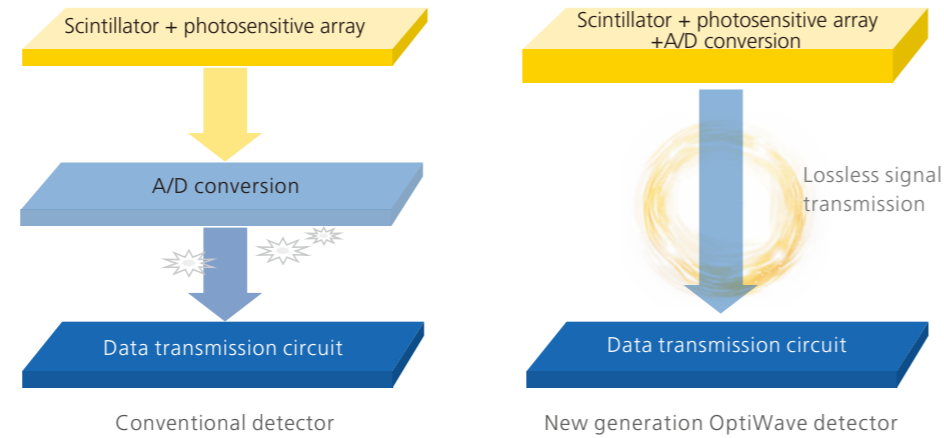 Scintillator + photosensitive array
A/D conversion
Data transmission circuit
Conventional detector
Scintillator + photosensitive array
+A/D conversion
Lossless signal
transmission
Data transmission circuit
New generation OptiWave detector